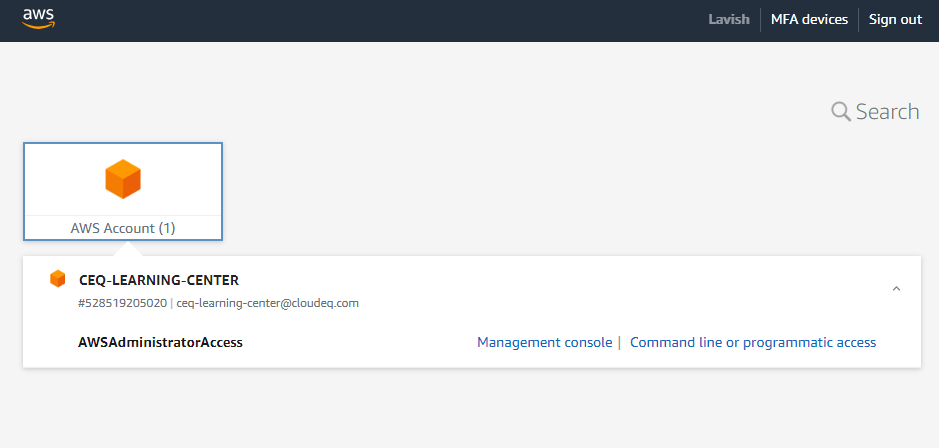 aws
Lavish MFA devices Sign out
Search
AWS Account (1)
CEQ-LEARNING-CENTER
#528519205020 | ceq-learning-center@cloudeq.com
AWSAdministratorAccess Management console | Command line or programmatic access